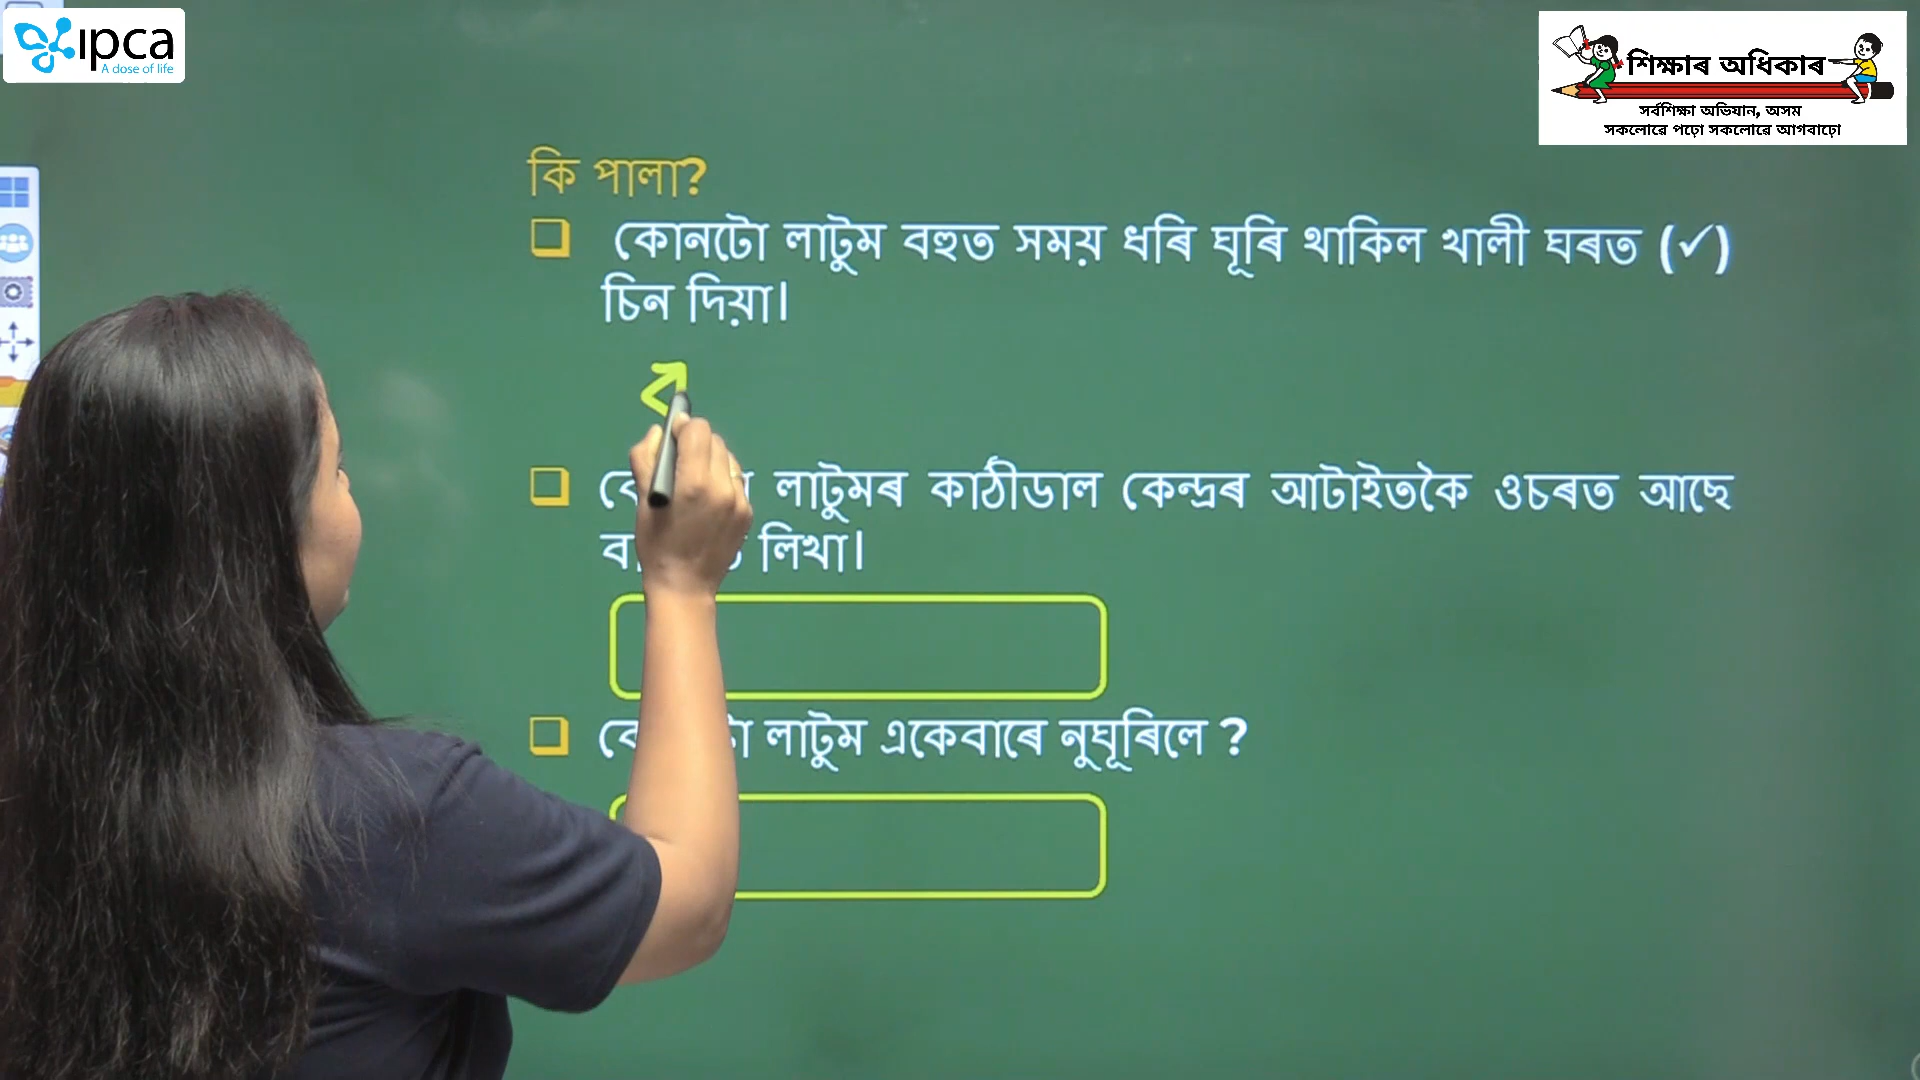 ipca
A dose of life
শিক্ষাৰ অধিকাৰ
সৰ্বশিক্ষা অভিযান, অসম
সকলোৱে পঢ়ো সকলোৱে আগবাঢ়ো
কি পালা?
কোনটো লাটুম বহুত সময় ধৰি ঘূৰি থাকিল খালী ঘৰত (✓)
চিন দিয়া।
লাটুমৰ কাঠীডাল কেন্দ্ৰৰ আটাইতকৈ ওচৰত আছে
লিখা।
লাটুম একেবাৰে নুঘূৰিলে ?